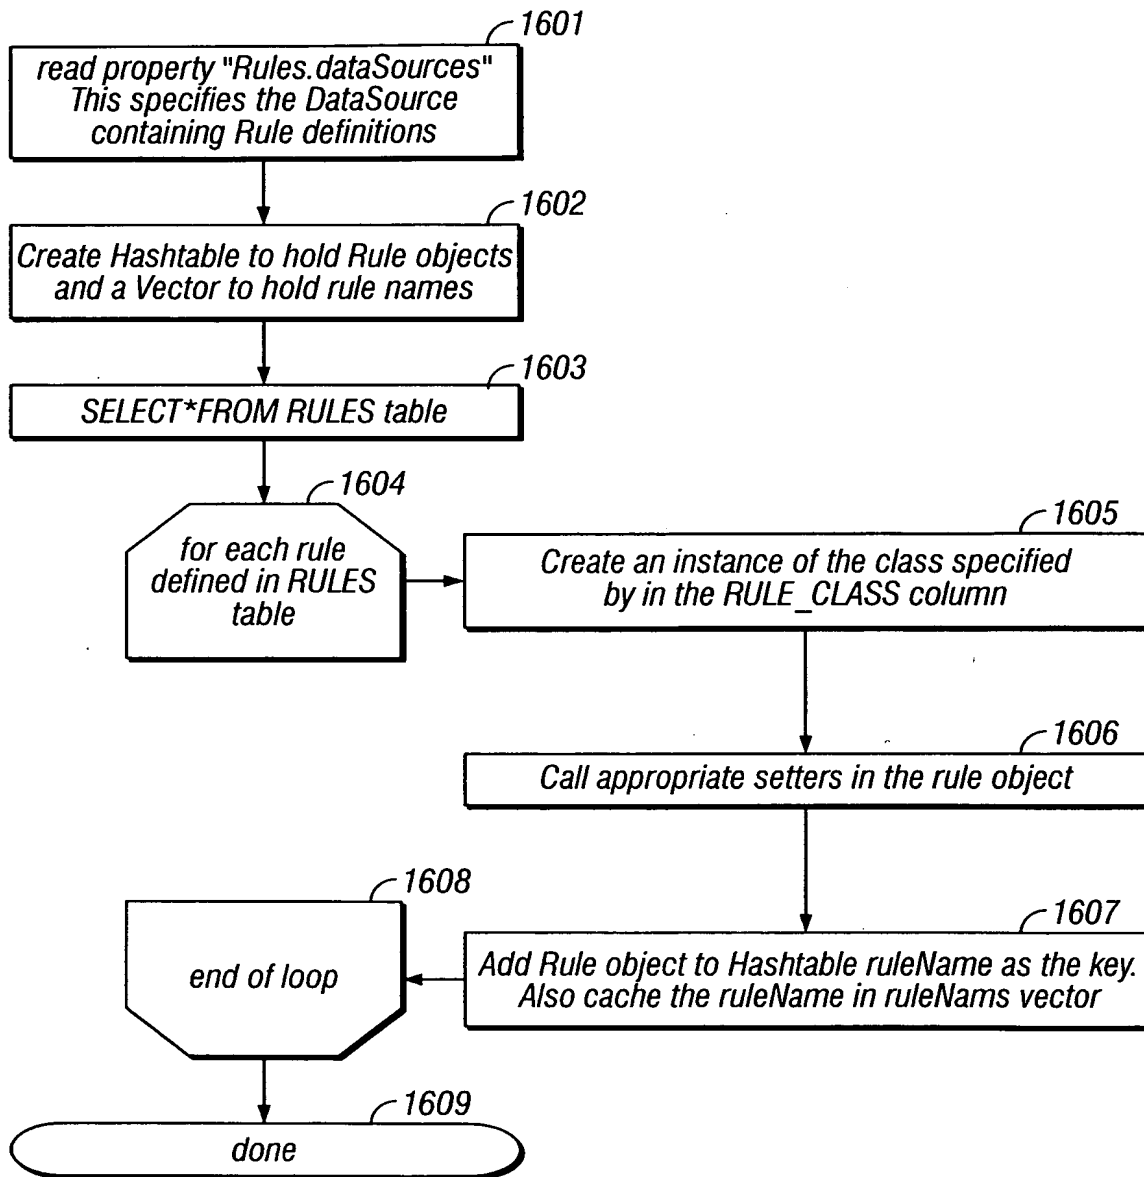 1601
read property "Rules.dataSources"
This specifies the DataSource
containing Rule definitions
1602
Create Hashtable to hold Rule objects
and a Vector to hold rule names
1603
SELECT*FROM RULES table
1604
for each rule
defined in RULES
table
1605
Create an instance of the class specified
by in the RULE_CLASS column
1606
Call appropriate setters in the rule object
1607
Add Rule object to Hashtable ruleName as the key.
Also cache the ruleName in ruleNams vector
1608
end of loop
1609
done